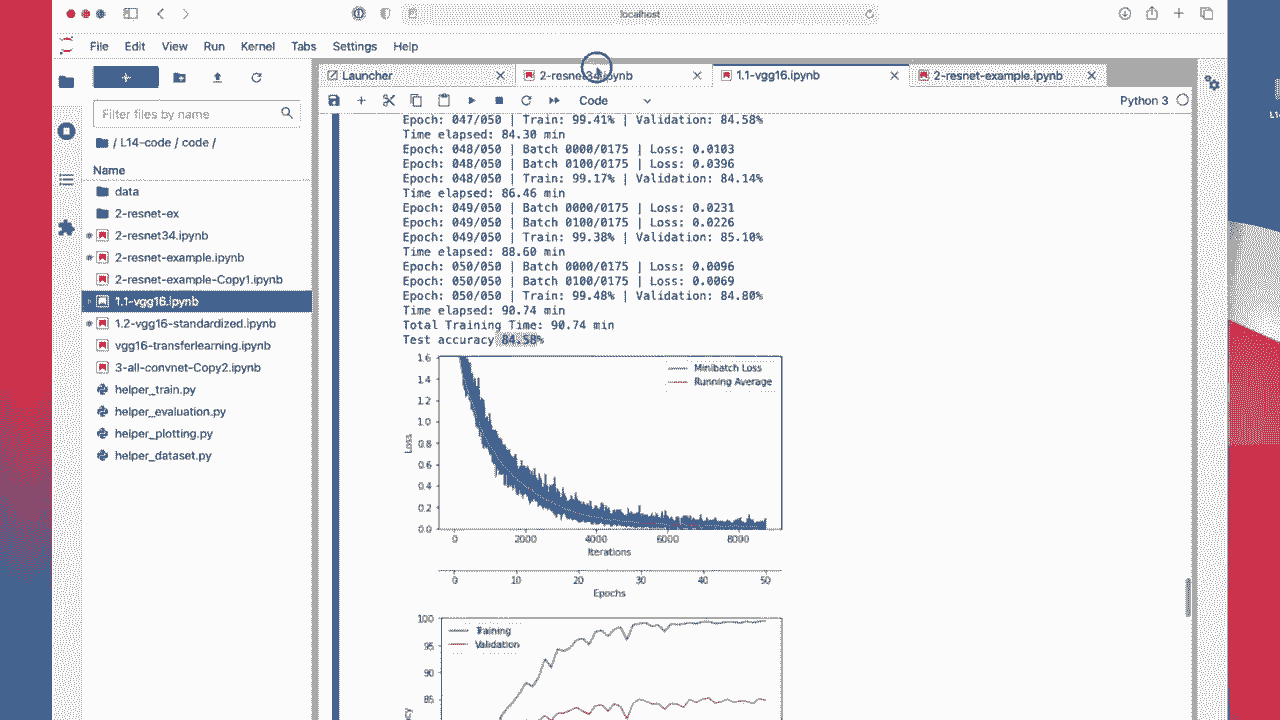 localhost
File Edit View Run Kernel Tabs Settings Help
Launcher
2-resnet34.ipynb
1.1-vgg16.ipynb
2-resnet-example.ipynb
Code
Python 3
Filter files by name
/ L14-code / code /
Name
data
2-resnet-ex
2-resnet34.ipynb
2-resnet-example.ipynb
2-resnet-example-Copy1.ipynb
1.1-vgg16.ipynb
1.2-vgg16-standardized.ipynb
vgg16-transferlearning.ipynb
3-all-convnet-Copy2.ipynb
helper_train.py
helper_evaluation.py
helper_plotting.py
helper_dataset.py
Epoch: 047/050 | Train: 99.41% | Validation: 84.58%
Time elapsed: 84.30 min
Epoch: 048/050 | Batch 0000/0175 | Loss: 0.0103
Epoch: 048/050 | Batch 0100/0175 | Loss: 0.0396
Epoch: 048/050 | Train: 99.17% | Validation: 84.14%
Time elapsed: 86.46 min
Epoch: 049/050 | Batch 0000/0175 | Loss: 0.0231
Epoch: 049/050 | Batch 0100/0175 | Loss: 0.0226
Epoch: 049/050 | Train: 99.38% | Validation: 85.10%
Time elapsed: 88.60 min
Epoch: 050/050 | Batch 0000/0175 | Loss: 0.0096
Epoch: 050/050 | Batch 0100/0175 | Loss: 0.0069
Epoch: 050/050 | Train: 99.48% | Validation: 84.80%
Time elapsed: 90.74 min
Total Training Time: 90.74 min
Test accuracy 84.58%
Minibatch Loss
Running Average
1.6
1.4
1.2
1.0
0.8
0.6
0.4
0.2
0.0
Loss
0 2000 4000 6000 8000
Iterations
0 10 20 30 40 50
Epochs
Training
Validation
100
95
90
85